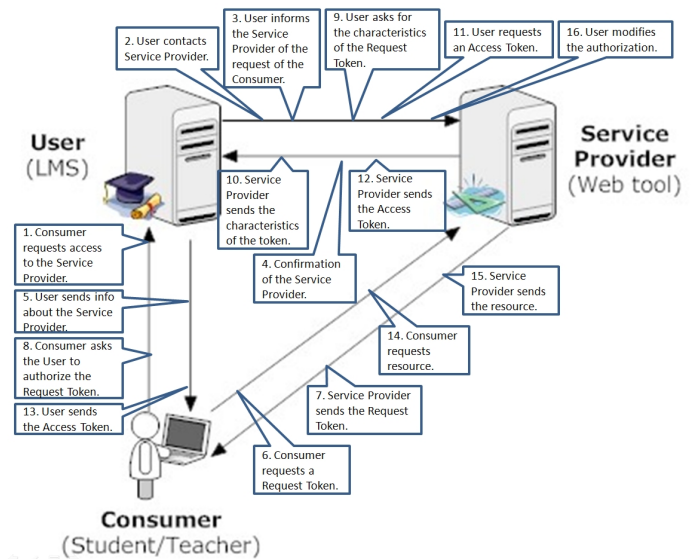 2. User contacts
Service Provider.
3. User informs
the Service
Provider of the
request of the
Consumer.
9. User asks for
the characteristics
of the Request
Token.
11. User requests
an Access Token.
16. User modifies
the authorization.
User
(LMS)
Service
Provider
(Web tool)
10. Service
Provider
sends the
characteristics
of the token.
12. Service
Provider sends
the Access
Token.
4. Confirmation
of the Service
Provider.
1. Consumer
requests access
to the Service
Provider.
5. User sends info
about the Service
Provider.
8. Consumer asks
the User to
authorize the
Request Token.
13. User sends
the Access Token.
15. Service
Provider sends
the resource.
14. Consumer
requests
resource.
7. Service Provider
sends the Request
Token.
6. Consumer
requests a
Request Token.
Consumer
(Student/Teacher)